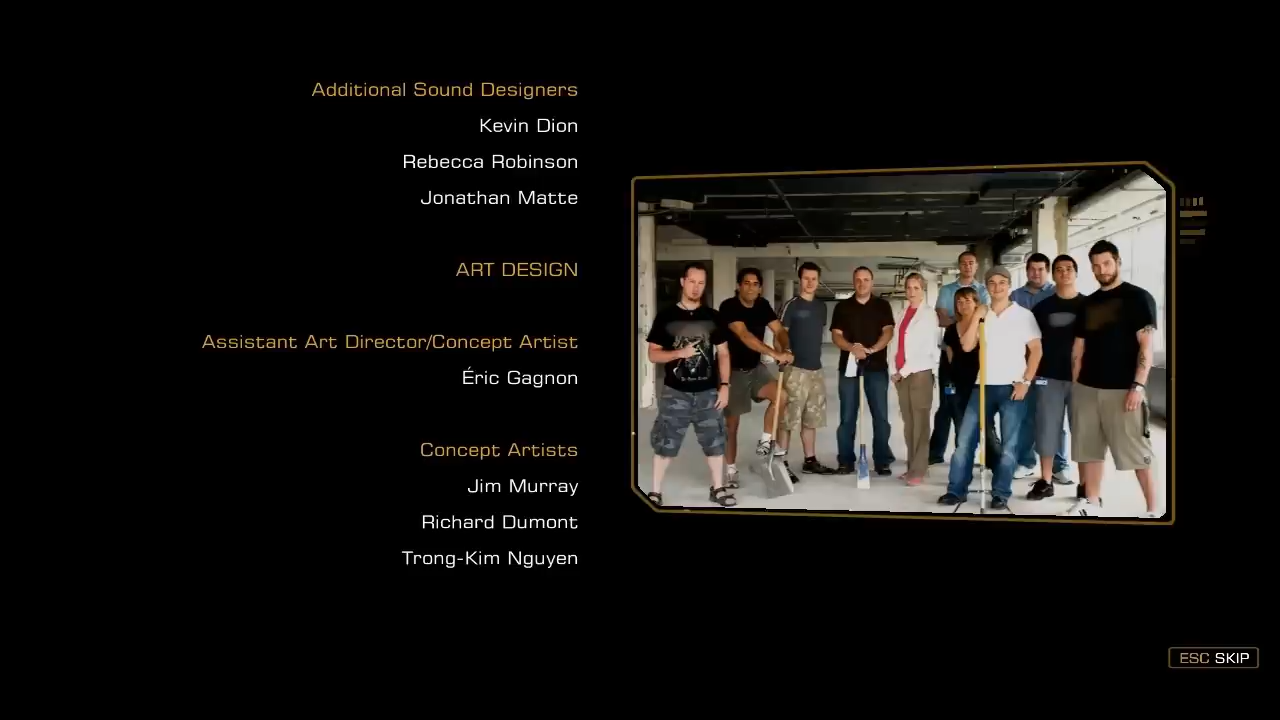 Additional Sound Designers
Kevin Dion
Rebecca Robinson
Jonathan Matte
ART DESIGN
Assistant Art Director/Concept Artist
Éric Gagnon
Concept Artists
Jim Murray
Richard Dumont
Trong-Kim Nguyen
ESC SKIP